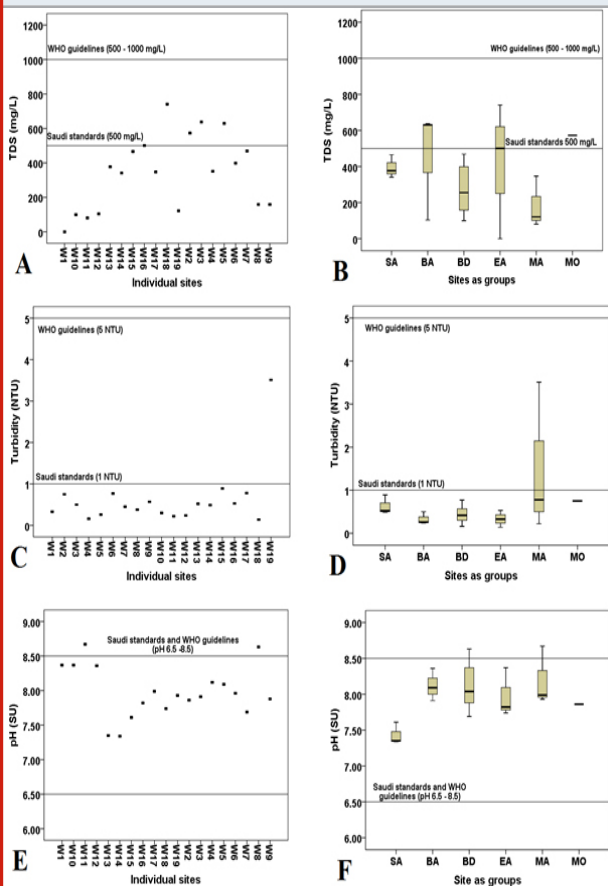 1200
1000
800
600
400
200
0
TDS (mg/L)
WHO guidelines (500 - 1000 mg/L)
Saudi standards (500 mg/L)
W1 W10 W11 W12 W13 W14 W15 W16 W17 W18 W19 W2 W3 W4 W5 W6 W7 W8 W9
Individual sites
A
1200
1000
800
600
400
200
0
TDS (mg/L)
WHO guidelines (500 - 1000 mg/L)
Saudi standards 500 mg/L
SA BA BD EA MA MO
Sites as groups
B
5
4
3
2
1
0
Turbidity (NTU)
WHO guidelines (5 NTU)
Saudi standards (1 NTU)
W1 W2 W3 W4 W5 W6 W7 W8 W9 W10 W11 W12 W13 W14 W15 W16 W17 W18 W19
Individual sites
C
5
4
3
2
1
0
Turbidity (NTU)
WHO guidelines (5 NTU)
Saudi standards (1 NTU)
SA BA BD EA MA MO
Sites as groups
D
9.00
8.50
8.00
7.50
7.00
6.50
6.00
pH (SU)
Saudi standards and WHO guidelines
(pH 6.5 -8.5)
W1 W10 W11 W12 W13 W14 W15 W16 W17 W18 W19 W2 W3 W4 W5 W6 W7 W8 W9
Individual sites
E
9.00
8.50
8.00
7.50
7.00
6.50
6.00
pH (SU)
Saudi standards and WHO
guidelines (pH 6.5 -8.5)
SA BA BD EA MA MO
Sites as groups
F